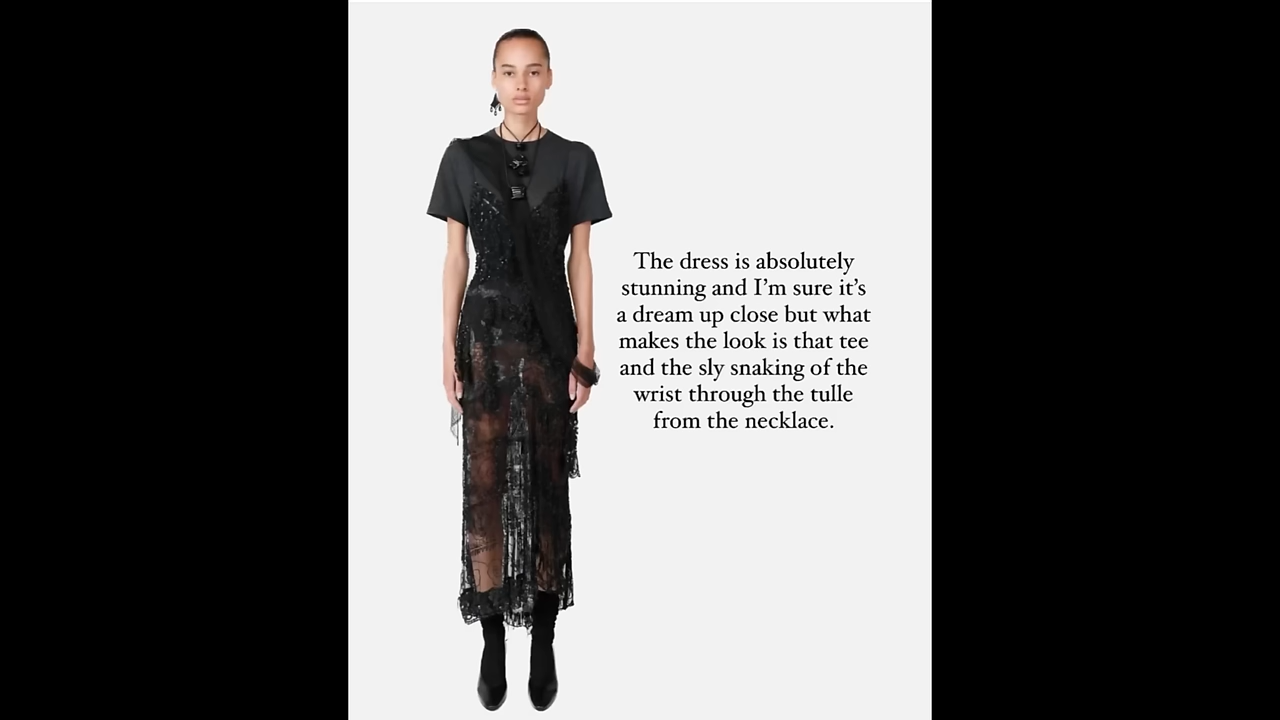 The dress is absolutely
stunning and I'm sure it's
a dream up close but what
makes the look is that tee
and the sly snaking of the
wrist through the tulle
from the necklace.